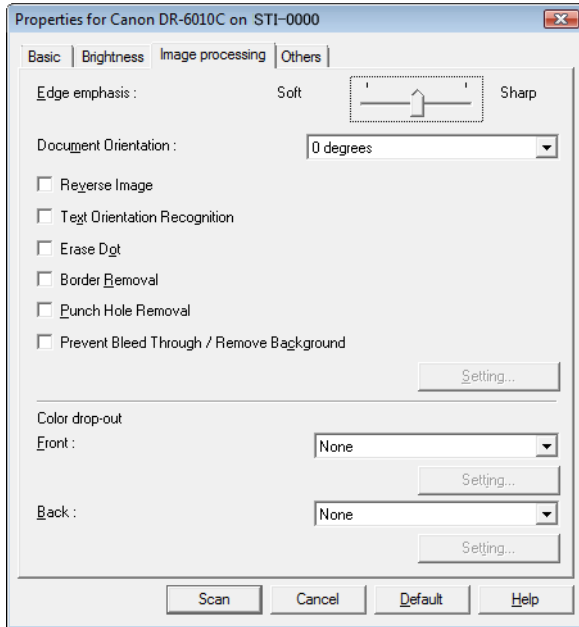 Properties for Canon DR-6010C on STI-0000
Basic Brightness Image processing Others
Edge emphasis : Soft Sharp
Document Orientation : 0 degrees
Reverse Image
Text Orientation Recognition
Erase Dot
Border Removal
Punch Hole Removal
Prevent Bleed Through / Remove Background
Setting...
Color drop-out
Front : None
Setting...
Back : None
Setting...
Scan Cancel Default Help